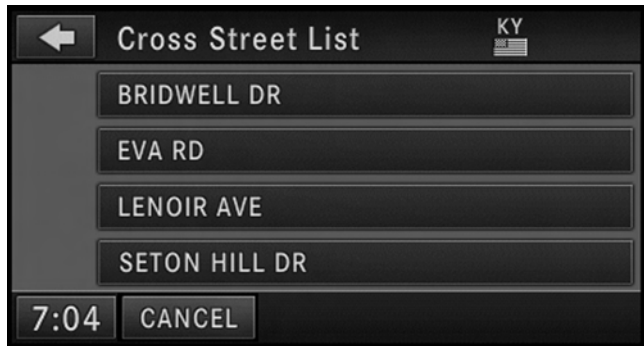 Cross Street List KY
BRIDWELL DR
EVA RD
LENOIR AVE
SETON HILL DR
7:04 CANCEL